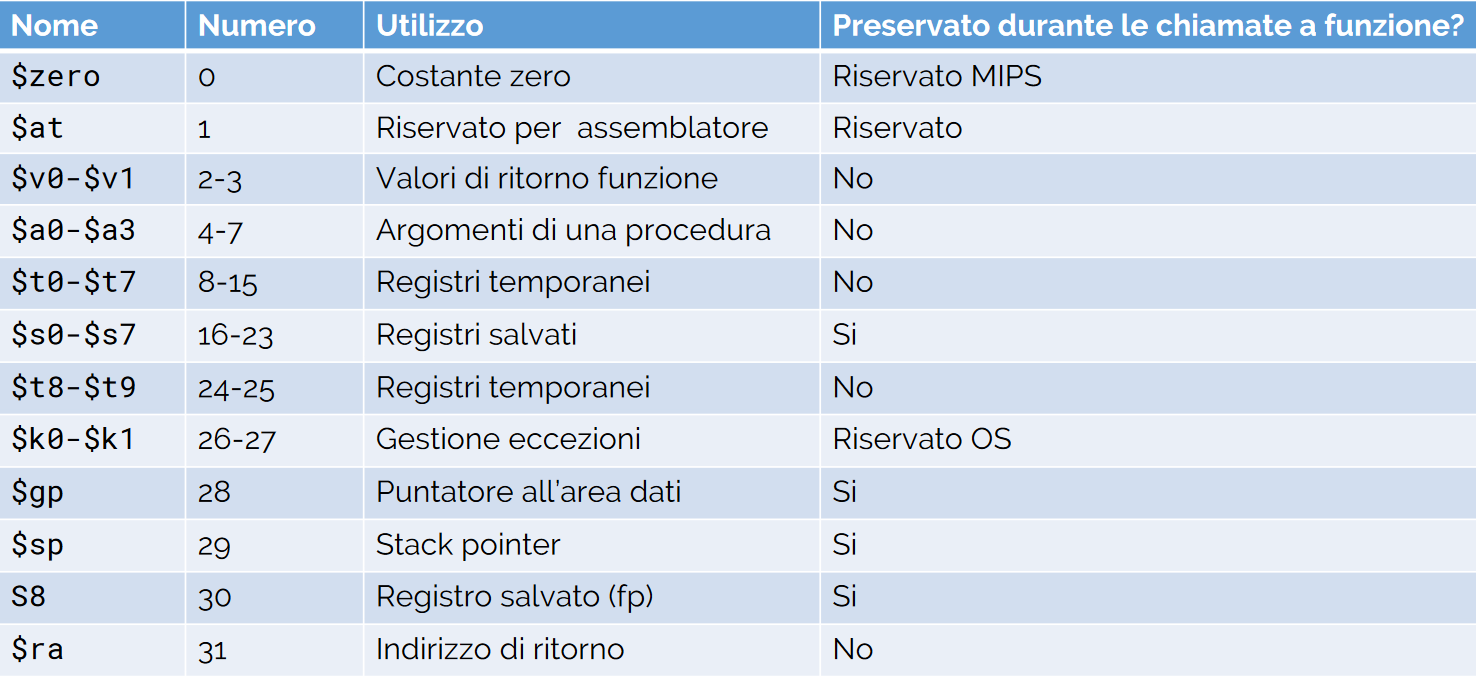 Nome Numero Utilizzo Preservato durante le chiamate a funzione?
$zero 0 Costante zero Riservato MIPS
$at 1 Riservato per assemblatore Riservato
$v0-$v1 2-3 Valori di ritorno funzione No
$a0-$a3 4-7 Argomenti di una procedura No
$t0-$t7 8-15 Registri temporanei No
$s0-$s7 16-23 Registri salvati Si
$t8-$t9 24-25 Registri temporanei No
$k0-$k1 26-27 Gestione eccezioni Riservato OS
$gp 28 Puntatore all'area dati Si
$sp 29 Stack pointer Si
S8 30 Registro salvato (fp) Si
$ra 31 Indirizzo di ritorno No